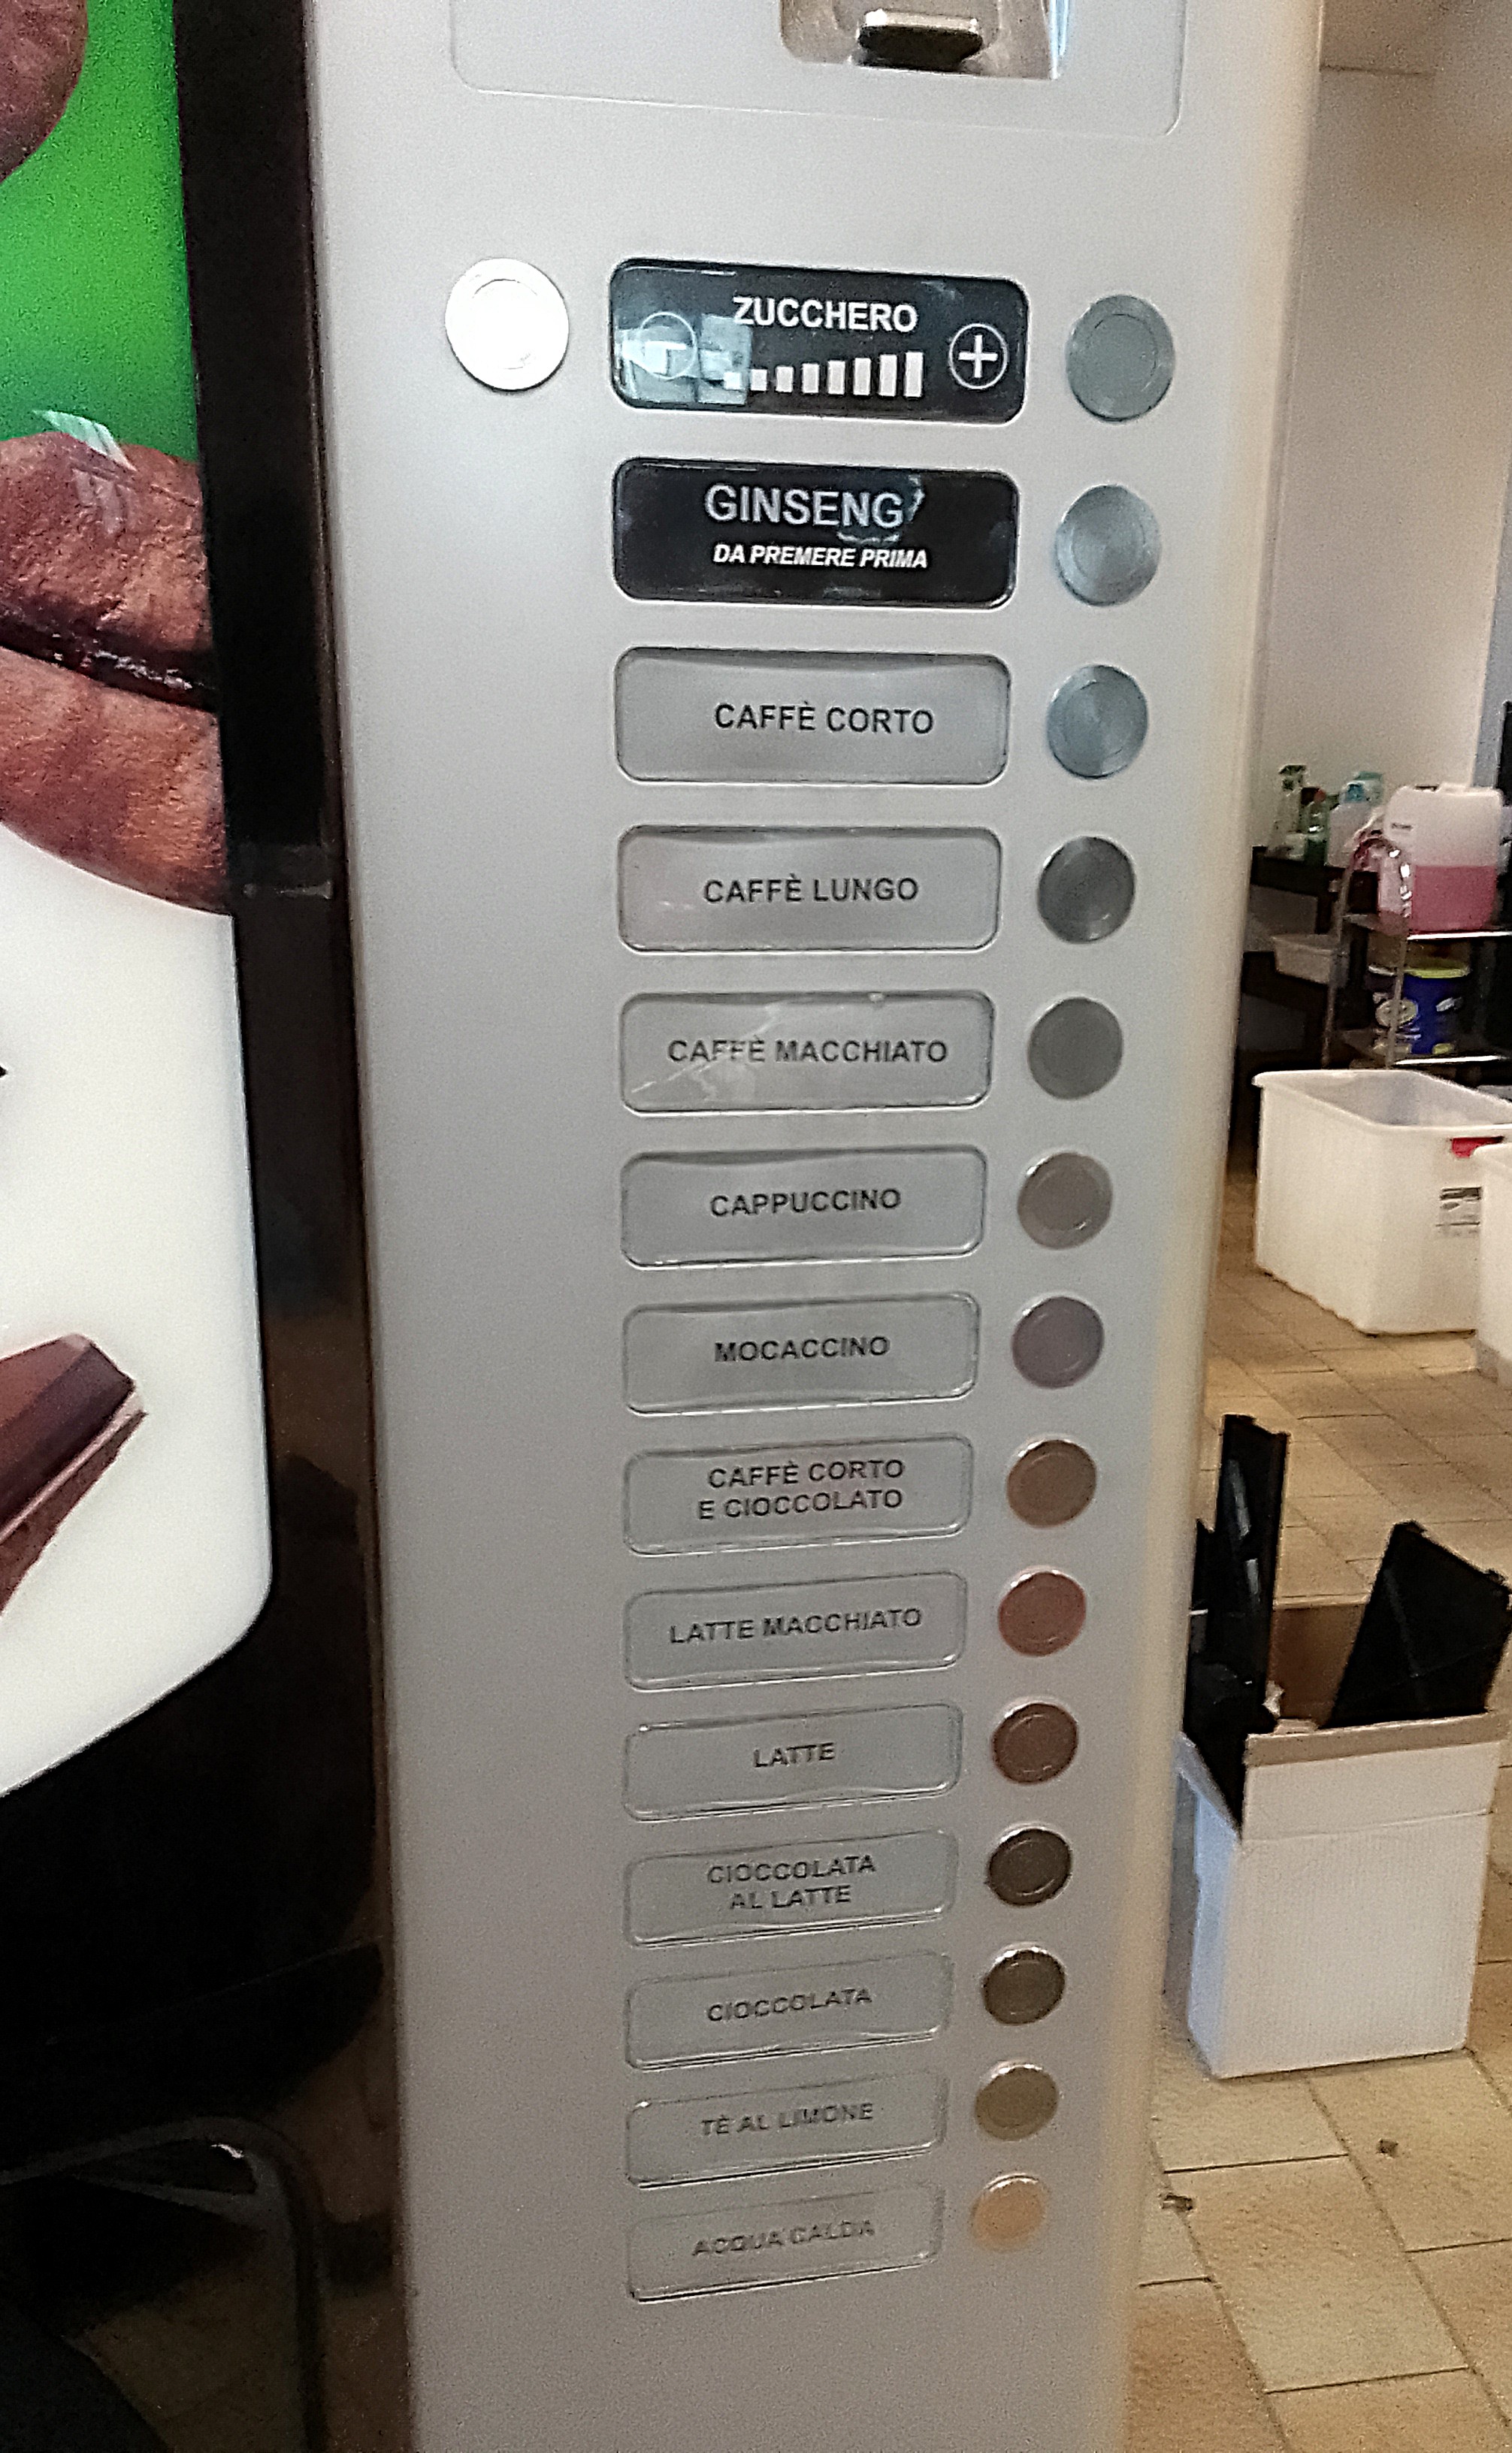 ZUCCHERO
+
GINSENG
DA PREMERE PRIMA
CAFFÈ CORTO
CAFFÈ LUNGO
CAFFÈ MACCHIATO
CAPPUCCINO
MOCACCINO
CAFFÈ CORTO
E CIOCCOLATO
LATTE MACCHIATO
LATTE
CIOCCOLATA
AL LATTE
CIOCCOLATA
TÈ AL LIMONE
ACQUA CALDA